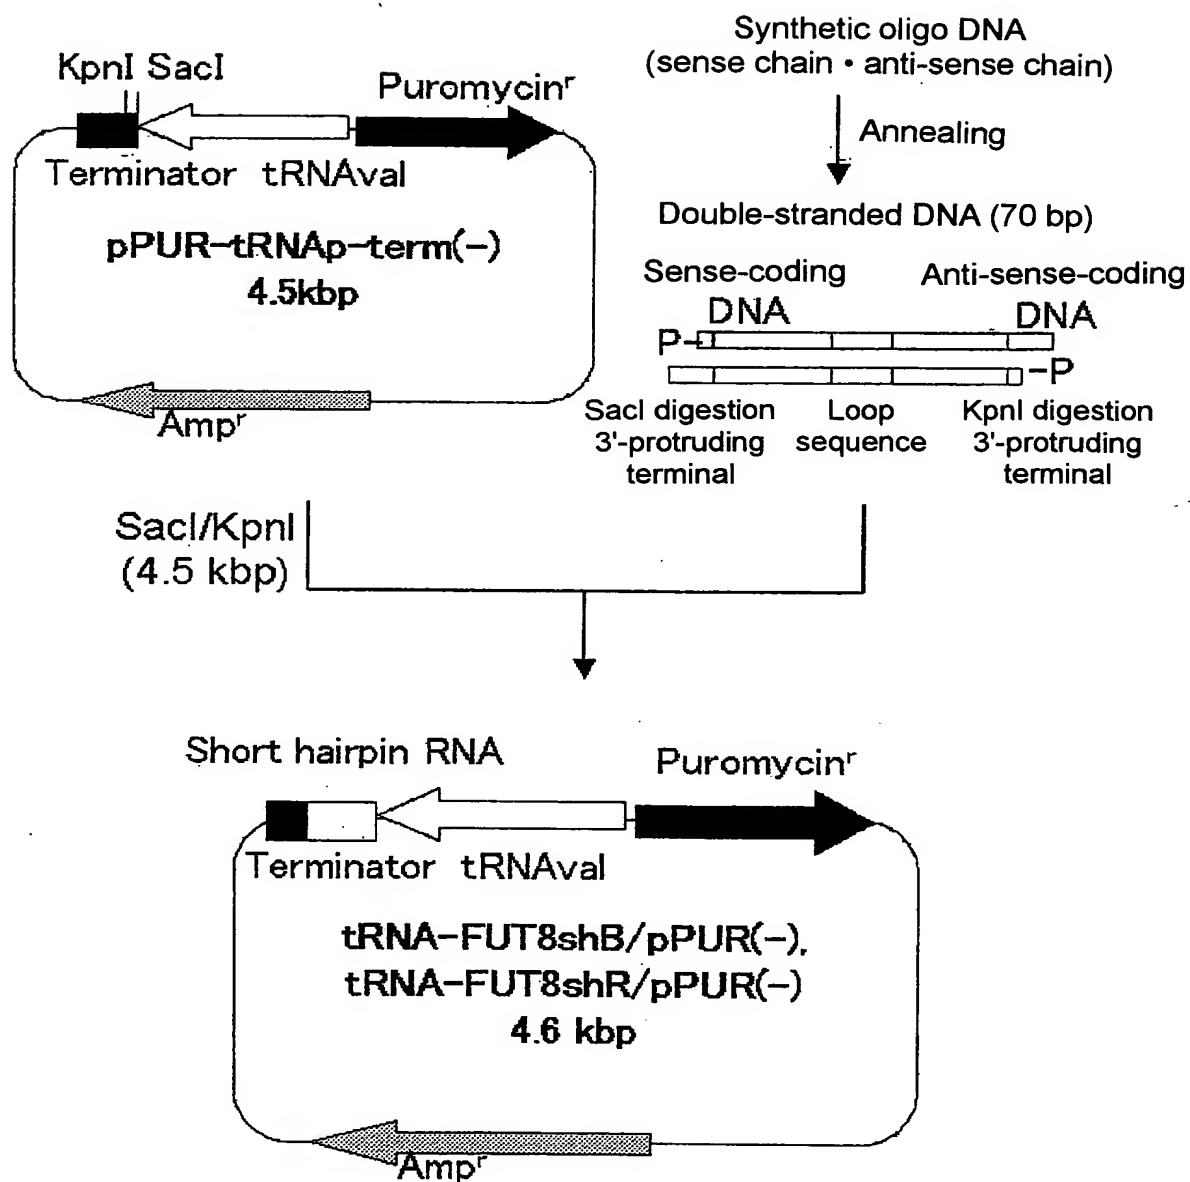 KpnI SacI
Puromycinʳ
Terminator tRNAval
pPUR-tRNAp-term(-)
4.5kbp
Ampʳ
Synthetic oligo DNA
(sense chain • anti-sense chain)
Annealing
Double-stranded DNA (70 bp)
Sense-coding Anti-sense-coding
DNA DNA
P-
-P
SacI digestion Loop KpnI digestion
3'-protruding sequence 3'-protruding
terminal terminal
SacI/KpnI
(4.5 kbp)
Short hairpin RNA
Puromycinʳ
Terminator tRNAval
tRNA-FUT8shB/pPUR(-),
tRNA-FUT8shR/pPUR(-)
4.6 kbp
Ampʳ